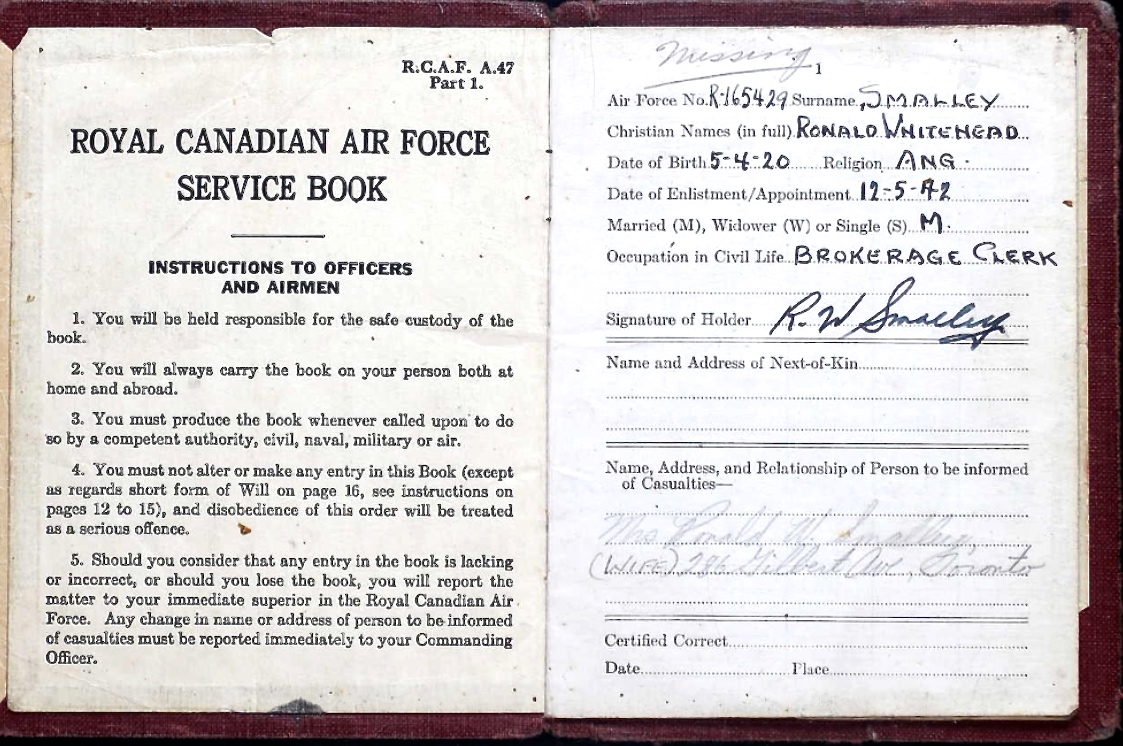 R.C.A.F. A.47
Part 1.
ROYAL CANADIAN AIR FORCE
SERVICE BOOK
INSTRUCTIONS TO OFFICERS
AND AIRMEN
1. You will be held responsible for the safe custody of the
book.
2. You will always carry the book on your person both at
home and abroad.
3. You must produce the book whenever called upon to do
so by a competent authority, civil, naval, military or air.
4. You must not alter or make any entry in this Book (except
as regards short form of Will on page 16, see instructions on
pages 12 to 15), and disobedience of this order will be treated
as a serious offence.
5. Should you consider that any entry in the book is lacking
or incorrect, or should you lose the book, you will report the
matter to your immediate superior in the Royal Canadian Air
Force. Any change in name or address of person to be informed
of casualties must be reported immediately to your Commanding
Officer.
Missing
1
Air Force No. R-165429 Surname, SMALLEY
Christian Names (in full) RONALD WHITEHEAD
Date of Birth 5-4-20 Religion ANG.
Date of Enlistment/Appointment 12-5-42
Married (M), Widower (W) or Single (S) M.
Occupation in Civil Life BROKERAGE CLERK
Signature of Holder R. W Smalley
Name and Address of Next-of-Kin
Name, Address, and Relationship of Person to be informed
of Casualties—
Mrs Ronald W. Smalley,
(WIFE) 286 Gilbert Ave, Toronto
Certified Correct
Date Place